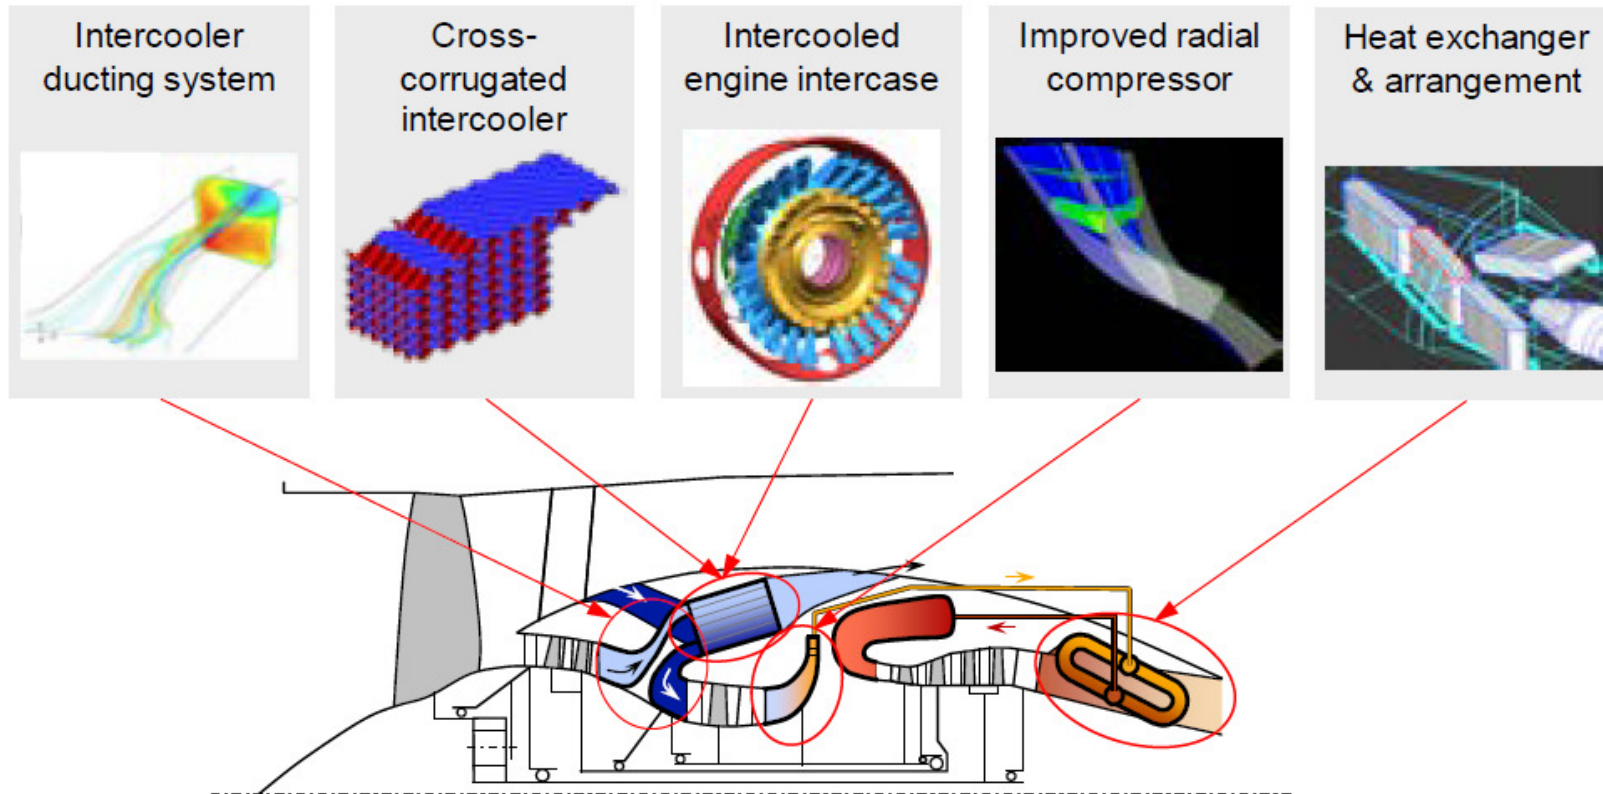 Intercooler
ducting system
Cross-
corrugated
intercooler
Intercooled
engine intercase
Improved radial
compressor
Heat exchanger
& arrangement